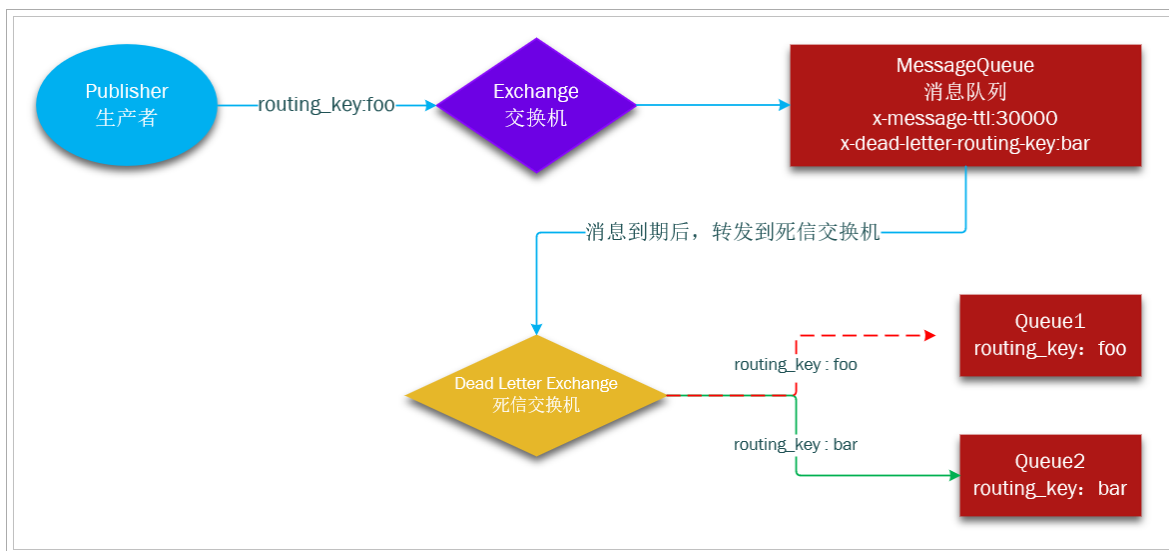 Publisher
生产者
routing_key:foo
Exchange
交换机
MessageQueue
消息队列
x-message-ttl:30000
x-dead-letter-routing-key:bar
消息到期后，转发到死信交换机
Dead Letter Exchange
死信交换机
routing_key : foo
Queue1
routing_key：foo
routing_key : bar
Queue2
routing_key：bar